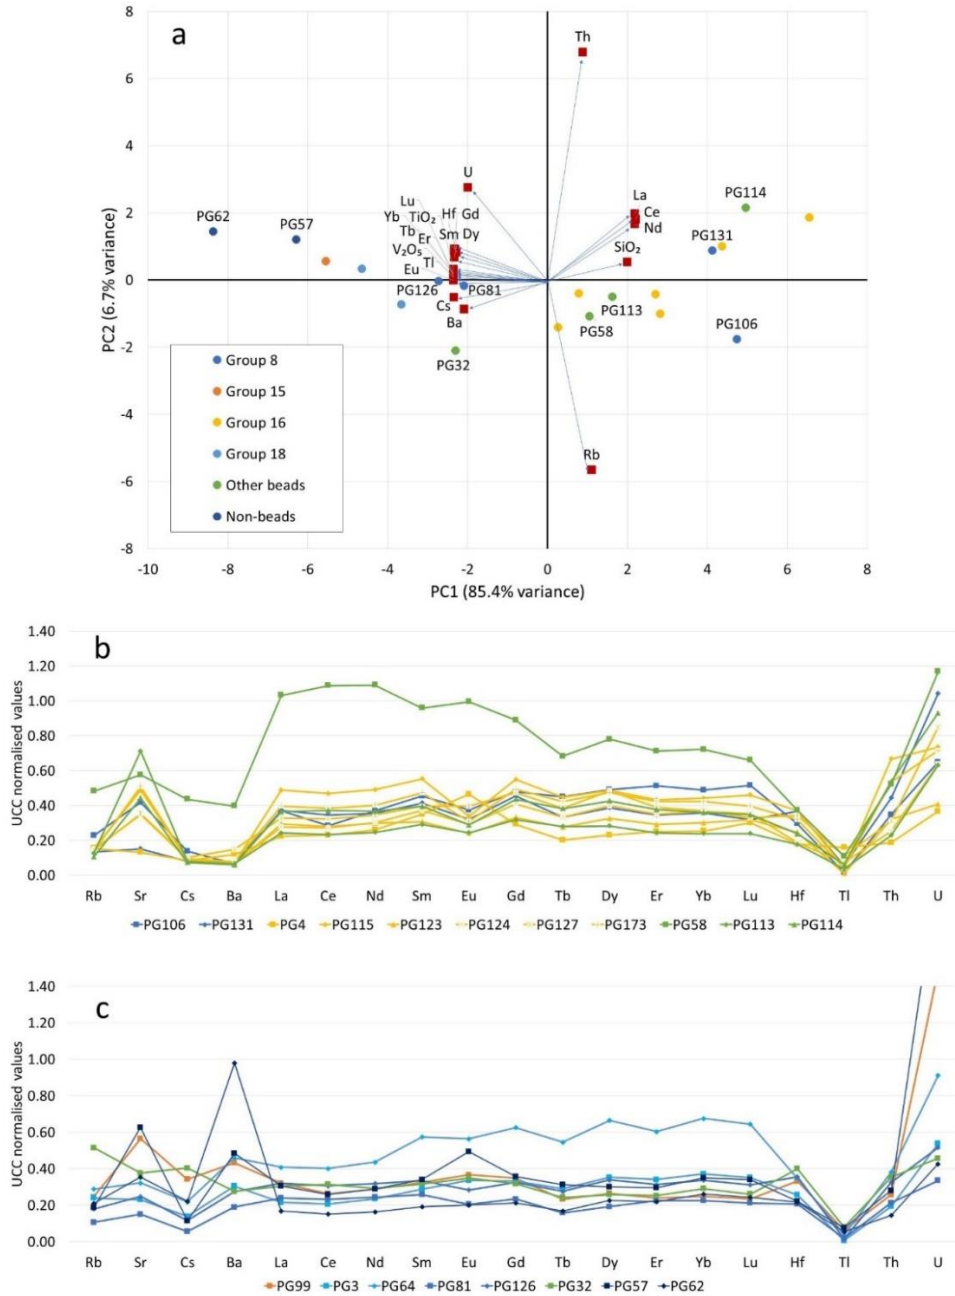 a
8
6
4
2
0
-2
-4
-6
-8
-10 -8 -6 -4 -2 0 2 4 6 8
PC2 (6.7% variance)
PC1 (85.4% variance)
Th
U
La
Ce
Nd
SiO₂
PG114
PG131
PG62
PG57
Lu
Yb TiO₂ Hf Gd
Tb Er Sm Dy
V₂O₅ Tl
Eu
PG126 PG81
Cs
Ba
PG32
PG113
PG58
PG106
Rb
Group 8
Group 15
Group 16
Group 18
Other beads
Non-beads
b
UCC normalised values
1.40
1.20
1.00
0.80
0.60
0.40
0.20
0.00
Rb Sr Cs Ba La Ce Nd Sm Eu Gd Tb Dy Er Yb Lu Hf Tl Th U
PG106 PG131 PG4 PG115 PG123 PG124 PG127 PG173 PG58 PG113 PG114
c
UCC normalised values
1.40
1.20
1.00
0.80
0.60
0.40
0.20
0.00
Rb Sr Cs Ba La Ce Nd Sm Eu Gd Tb Dy Er Yb Lu Hf Tl Th U
PG99 PG3 PG64 PG81 PG126 PG32 PG57 PG62